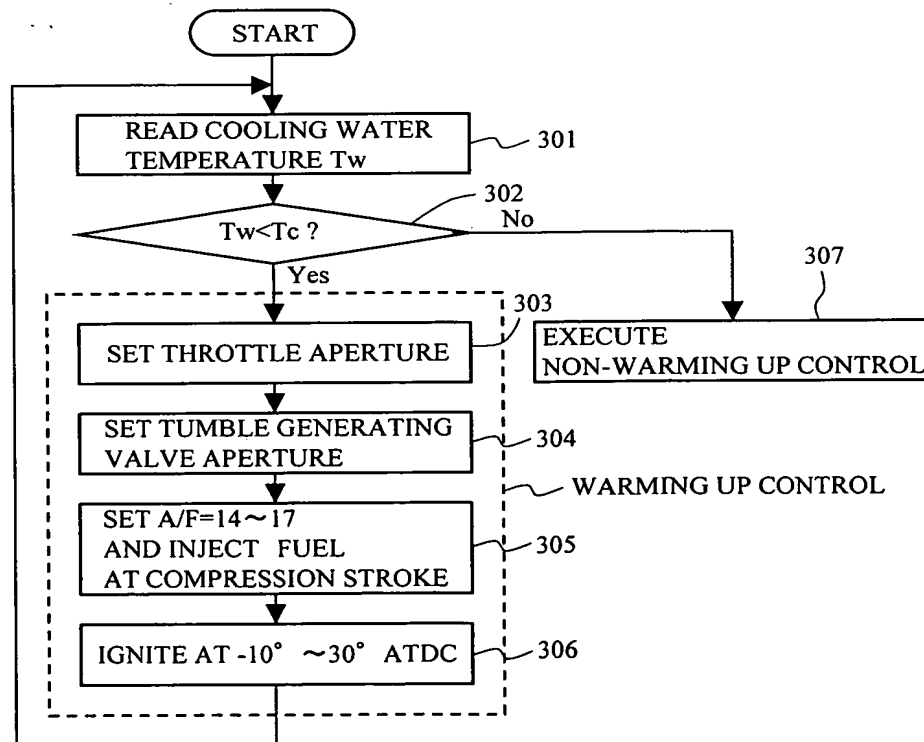 START
READ COOLING WATER
TEMPERATURE Tw
301
302
Tw<Tc ?
No
Yes
307
303
SET THROTTLE APERTURE
EXECUTE
NON-WARMING UP CONTROL
SET TUMBLE GENERATING
VALVE APERTURE
304
WARMING UP CONTROL
SET A/F=14～17
AND INJECT FUEL
AT COMPRESSION STROKE
305
IGNITE AT -10° ～30° ATDC
306